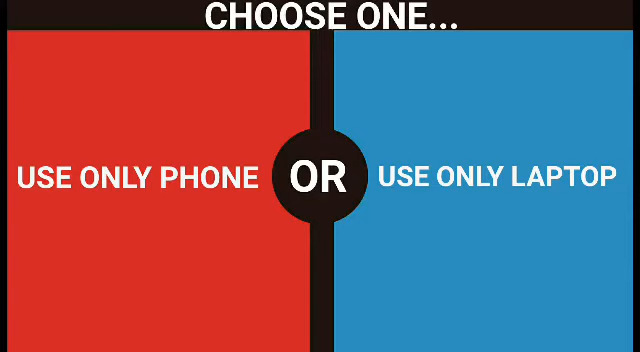 CHOOSE ONE...
USE ONLY PHONE
OR
USE ONLY LAPTOP